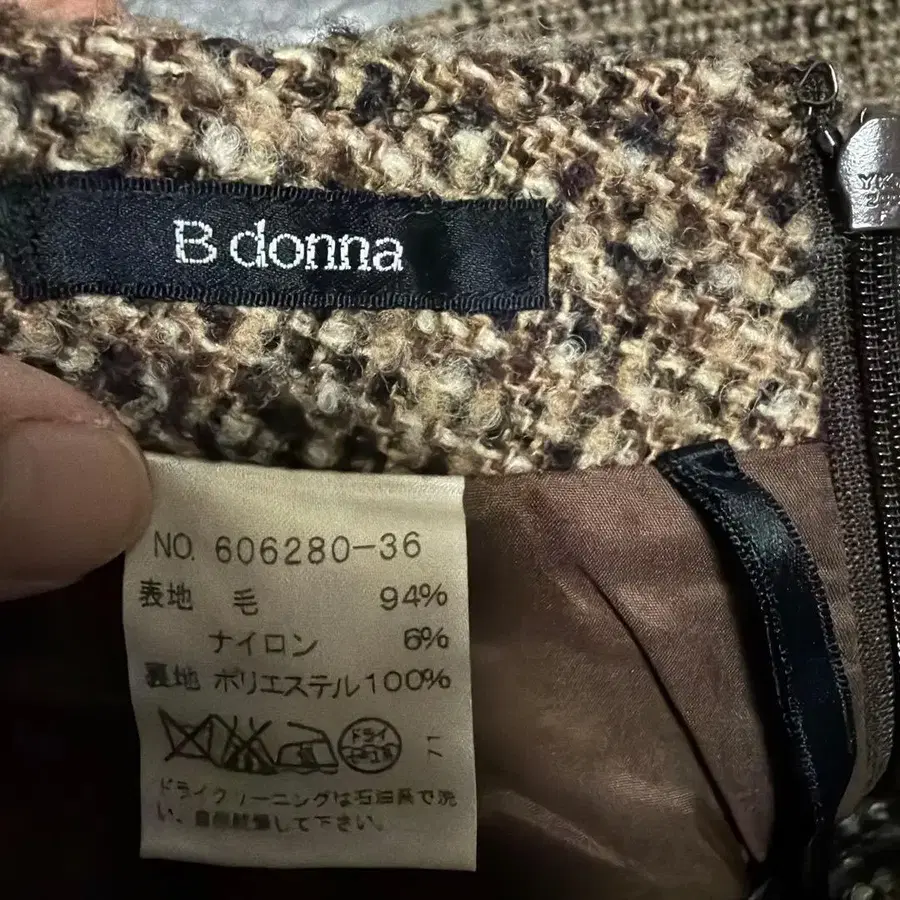 B donna
NO. 606280-36
表地 毛 94%
ナイロン 6%
裏地 ポリエステル100%
ドライ
ドライクリーニングは石油系で洗
い、自然乾燥して下さい。